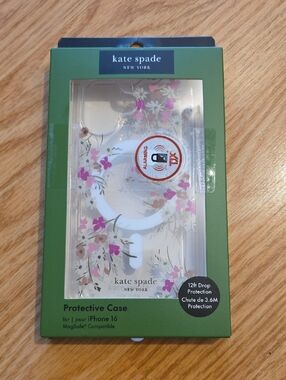 kate spade
NEW YORK
ALARMING
kate spade
NEW YORK
12ft Drop
Protection
Chute de 3.6M
Protection
Protective Case
for | pour iPhone 16
MagSafe® Compatible